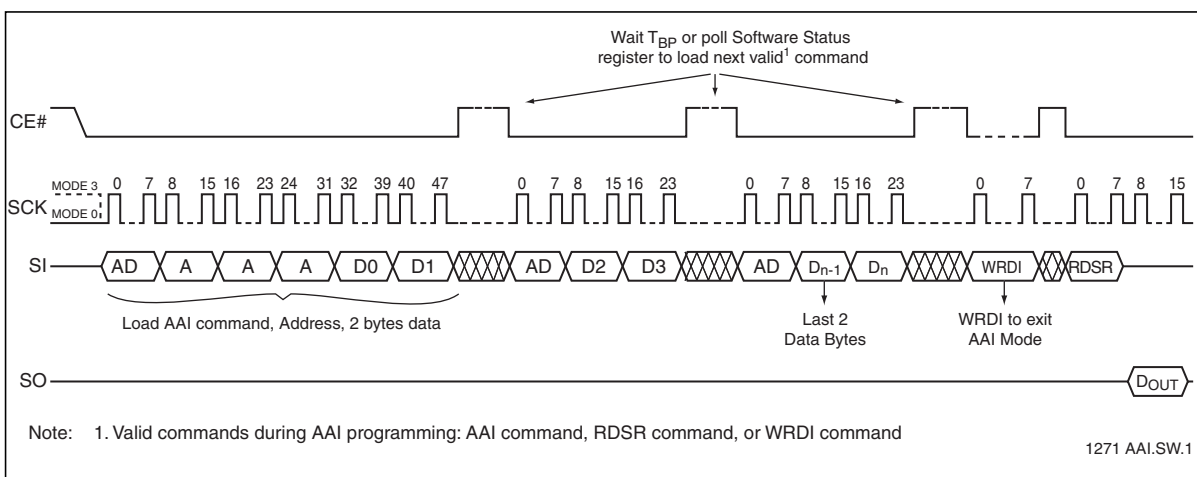 Wait TBP or poll Software Status
register to load next valid1 command
CE#
MODE 3
MODE 0
SCK
0 7 8 15 16 23 24 31 32 39 40 47 0 7 8 15 16 23 0 7 8 15 16 23 0 7 0 7 8 15
SI
AD A A A D0 D1 AD D2 D3 AD Dn-1 Dn WRDI RDSR
Load AAI command, Address, 2 bytes data
Last 2
Data Bytes
WRDI to exit
AAI Mode
SO
DOUT
Note: 1. Valid commands during AAI programming: AAI command, RDSR command, or WRDI command
1271 AAI.SW.1